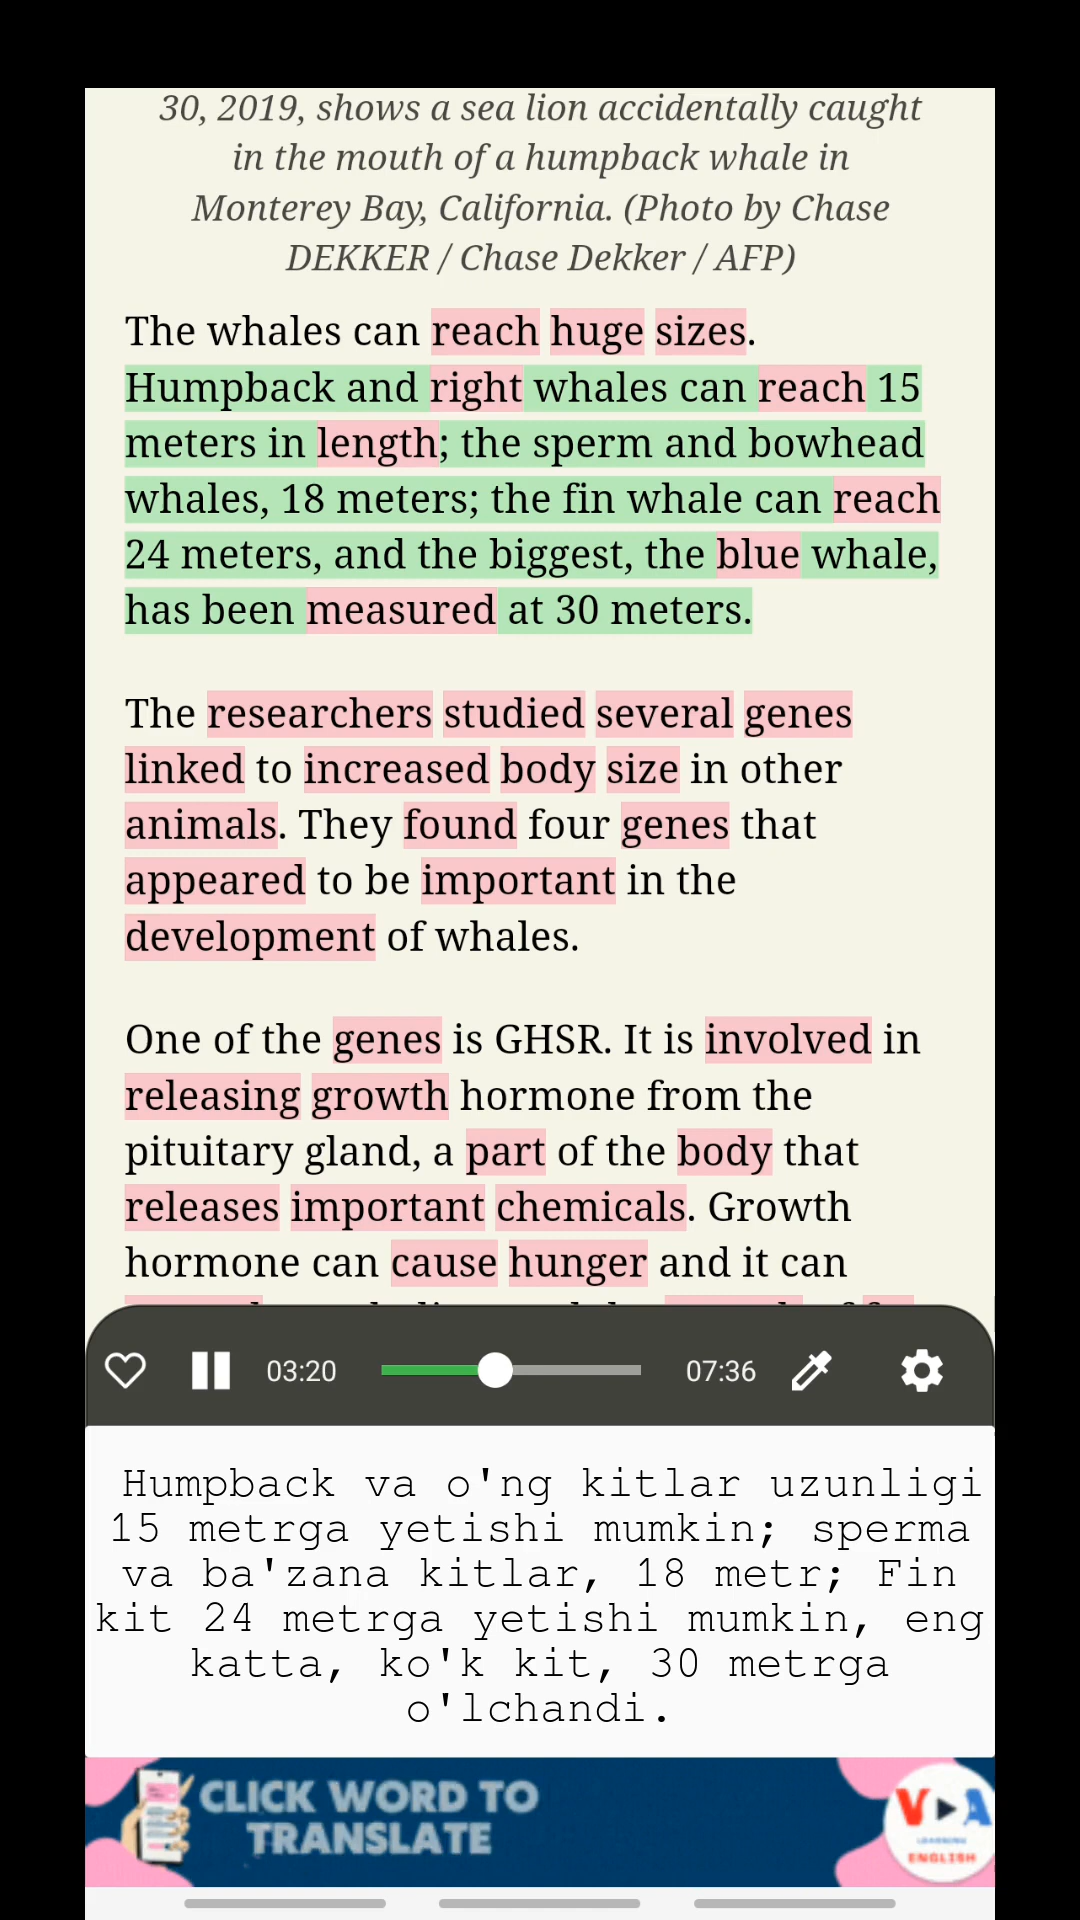 30, 2019, shows a sea lion accidentally caught
in the mouth of a humpback whale in
Monterey Bay, California. (Photo by Chase
DEKKER / Chase Dekker / AFP)
The whales can reach huge sizes.
Humpback and right whales can reach 15
meters in length; the sperm and bowhead
whales, 18 meters; the fin whale can reach
24 meters, and the biggest, the blue whale,
has been measured at 30 meters.
The researchers studied several genes
linked to increased body size in other
animals. They found four genes that
appeared to be important in the
development of whales.
One of the genes is GHSR. It is involved in
releasing growth hormone from the
pituitary gland, a part of the body that
releases important chemicals. Growth
hormone can cause hunger and it can
03:20 07:36
Humpback va o'ng kitlar uzunligi
15 metrga yetishi mumkin; sperma
va ba'zana kitlar, 18 metr; Fin
kit 24 metrga yetishi mumkin, eng
katta, ko'k kit, 30 metrga
o'lchandi.
CLICK WORD TO
TRANSLATE
VOA
LEARNING
ENGLISH